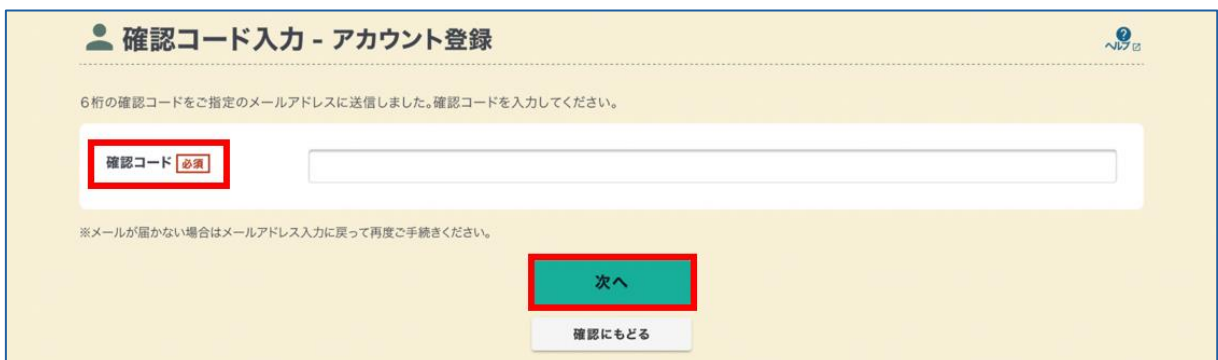 確認コード入力 - アカウント登録
ヘルプ
6桁の確認コードをご指定のメールアドレスに送信しました。確認コードを入力してください。
確認コード 必須
※メールが届かない場合はメールアドレス入力に戻って再度ご手続きください。
次へ
確認にもどる